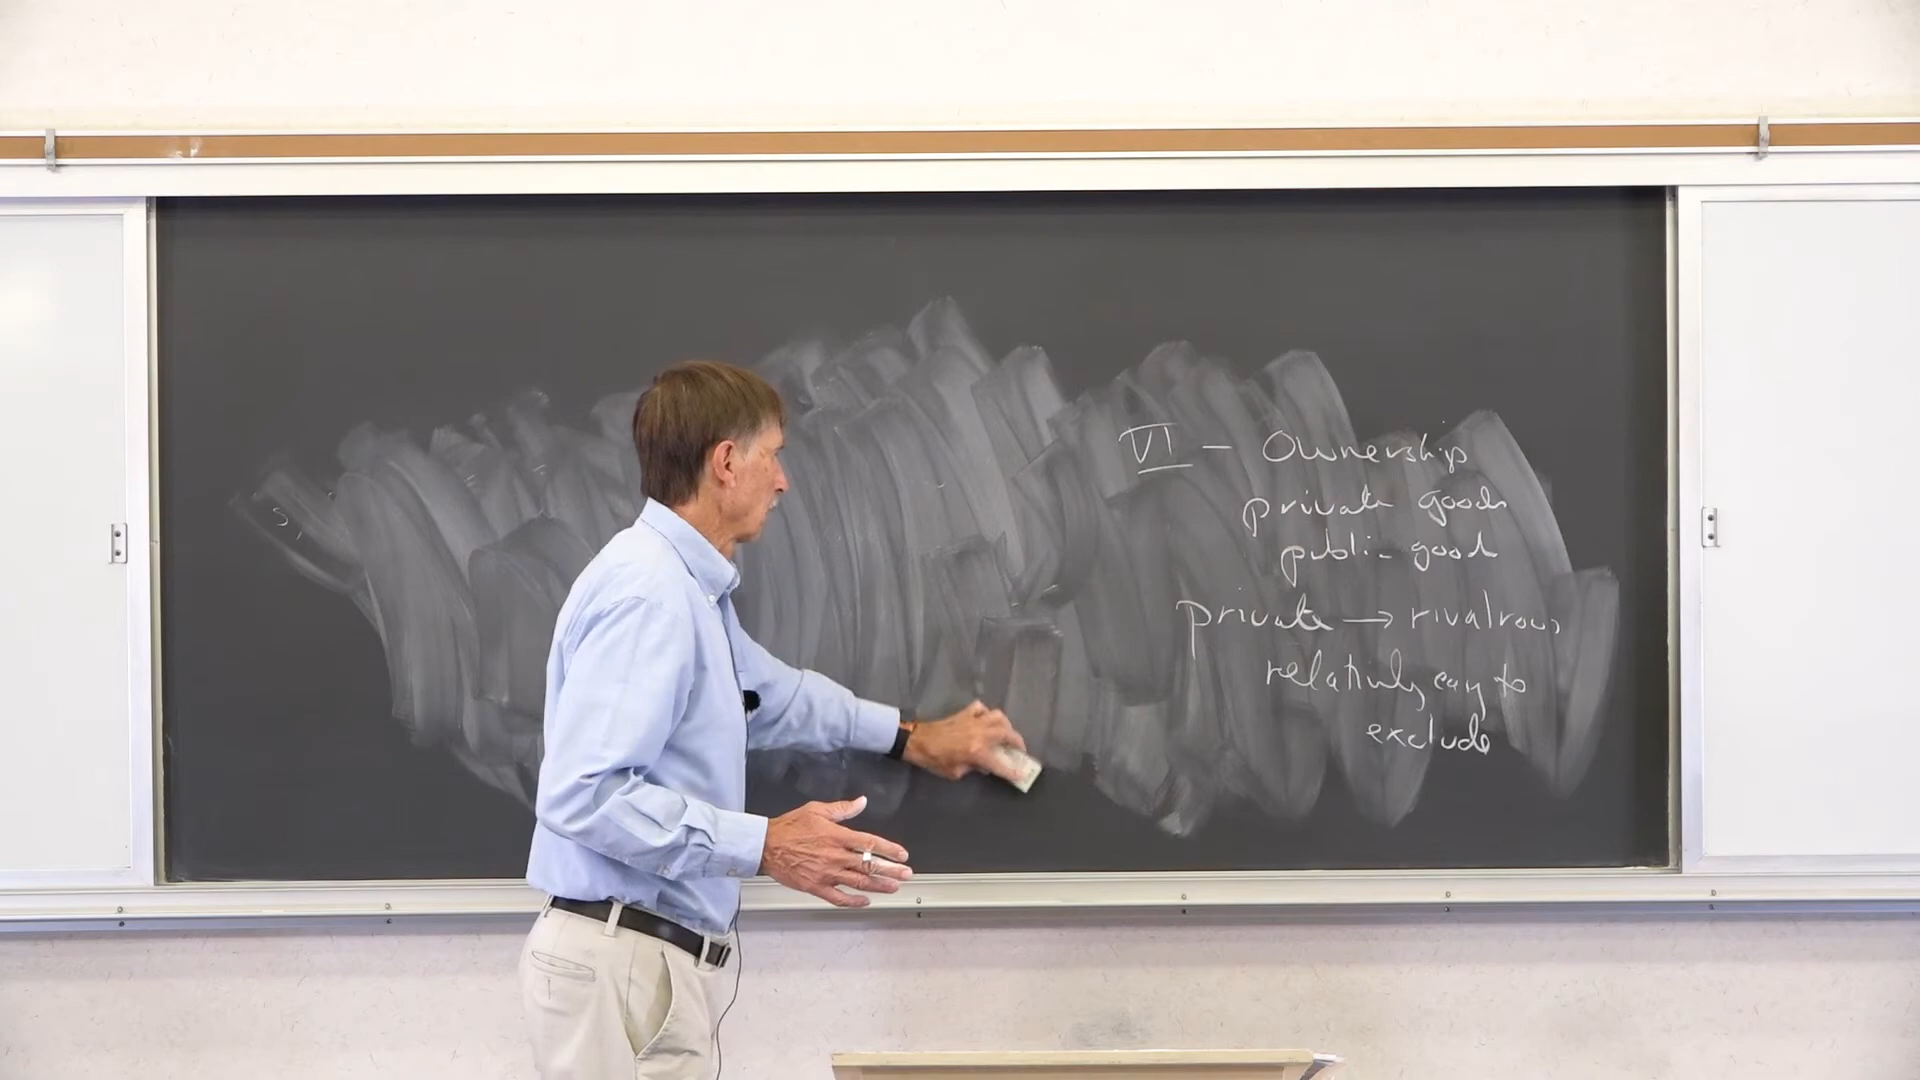 VI - Ownership
private goods
public good
private → rivalrous
relatively easy to
exclude